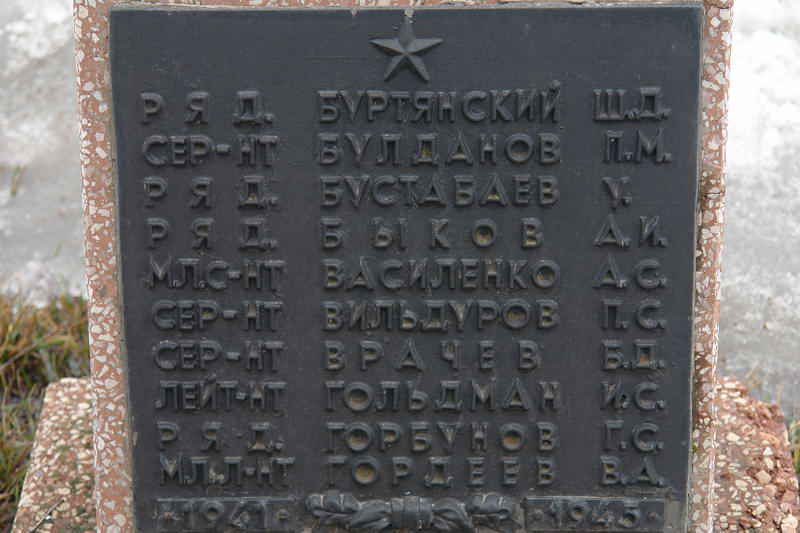 РЯД. БУРТЯНСКИЙ Ш.Д.
СЕР-НТ БУЛДАНОВ П.М.
РЯД. БУСТАБАЕВ У.
РЯД. БЫКОВ А.И.
МЛ.С-НТ ВАСИЛЕНКО А.С.
СЕР-НТ ВИЛЬДУРОВ П.С.
СЕР-НТ ВРАЧЕВ Б.Д.
ЛЕЙТ-НТ ГОЛЬДМАН И.С.
РЯД. ГОРБУНОВ Г.С.
МЛ.Л-НТ ГОРДЕЕВ В.А.
1941 1945